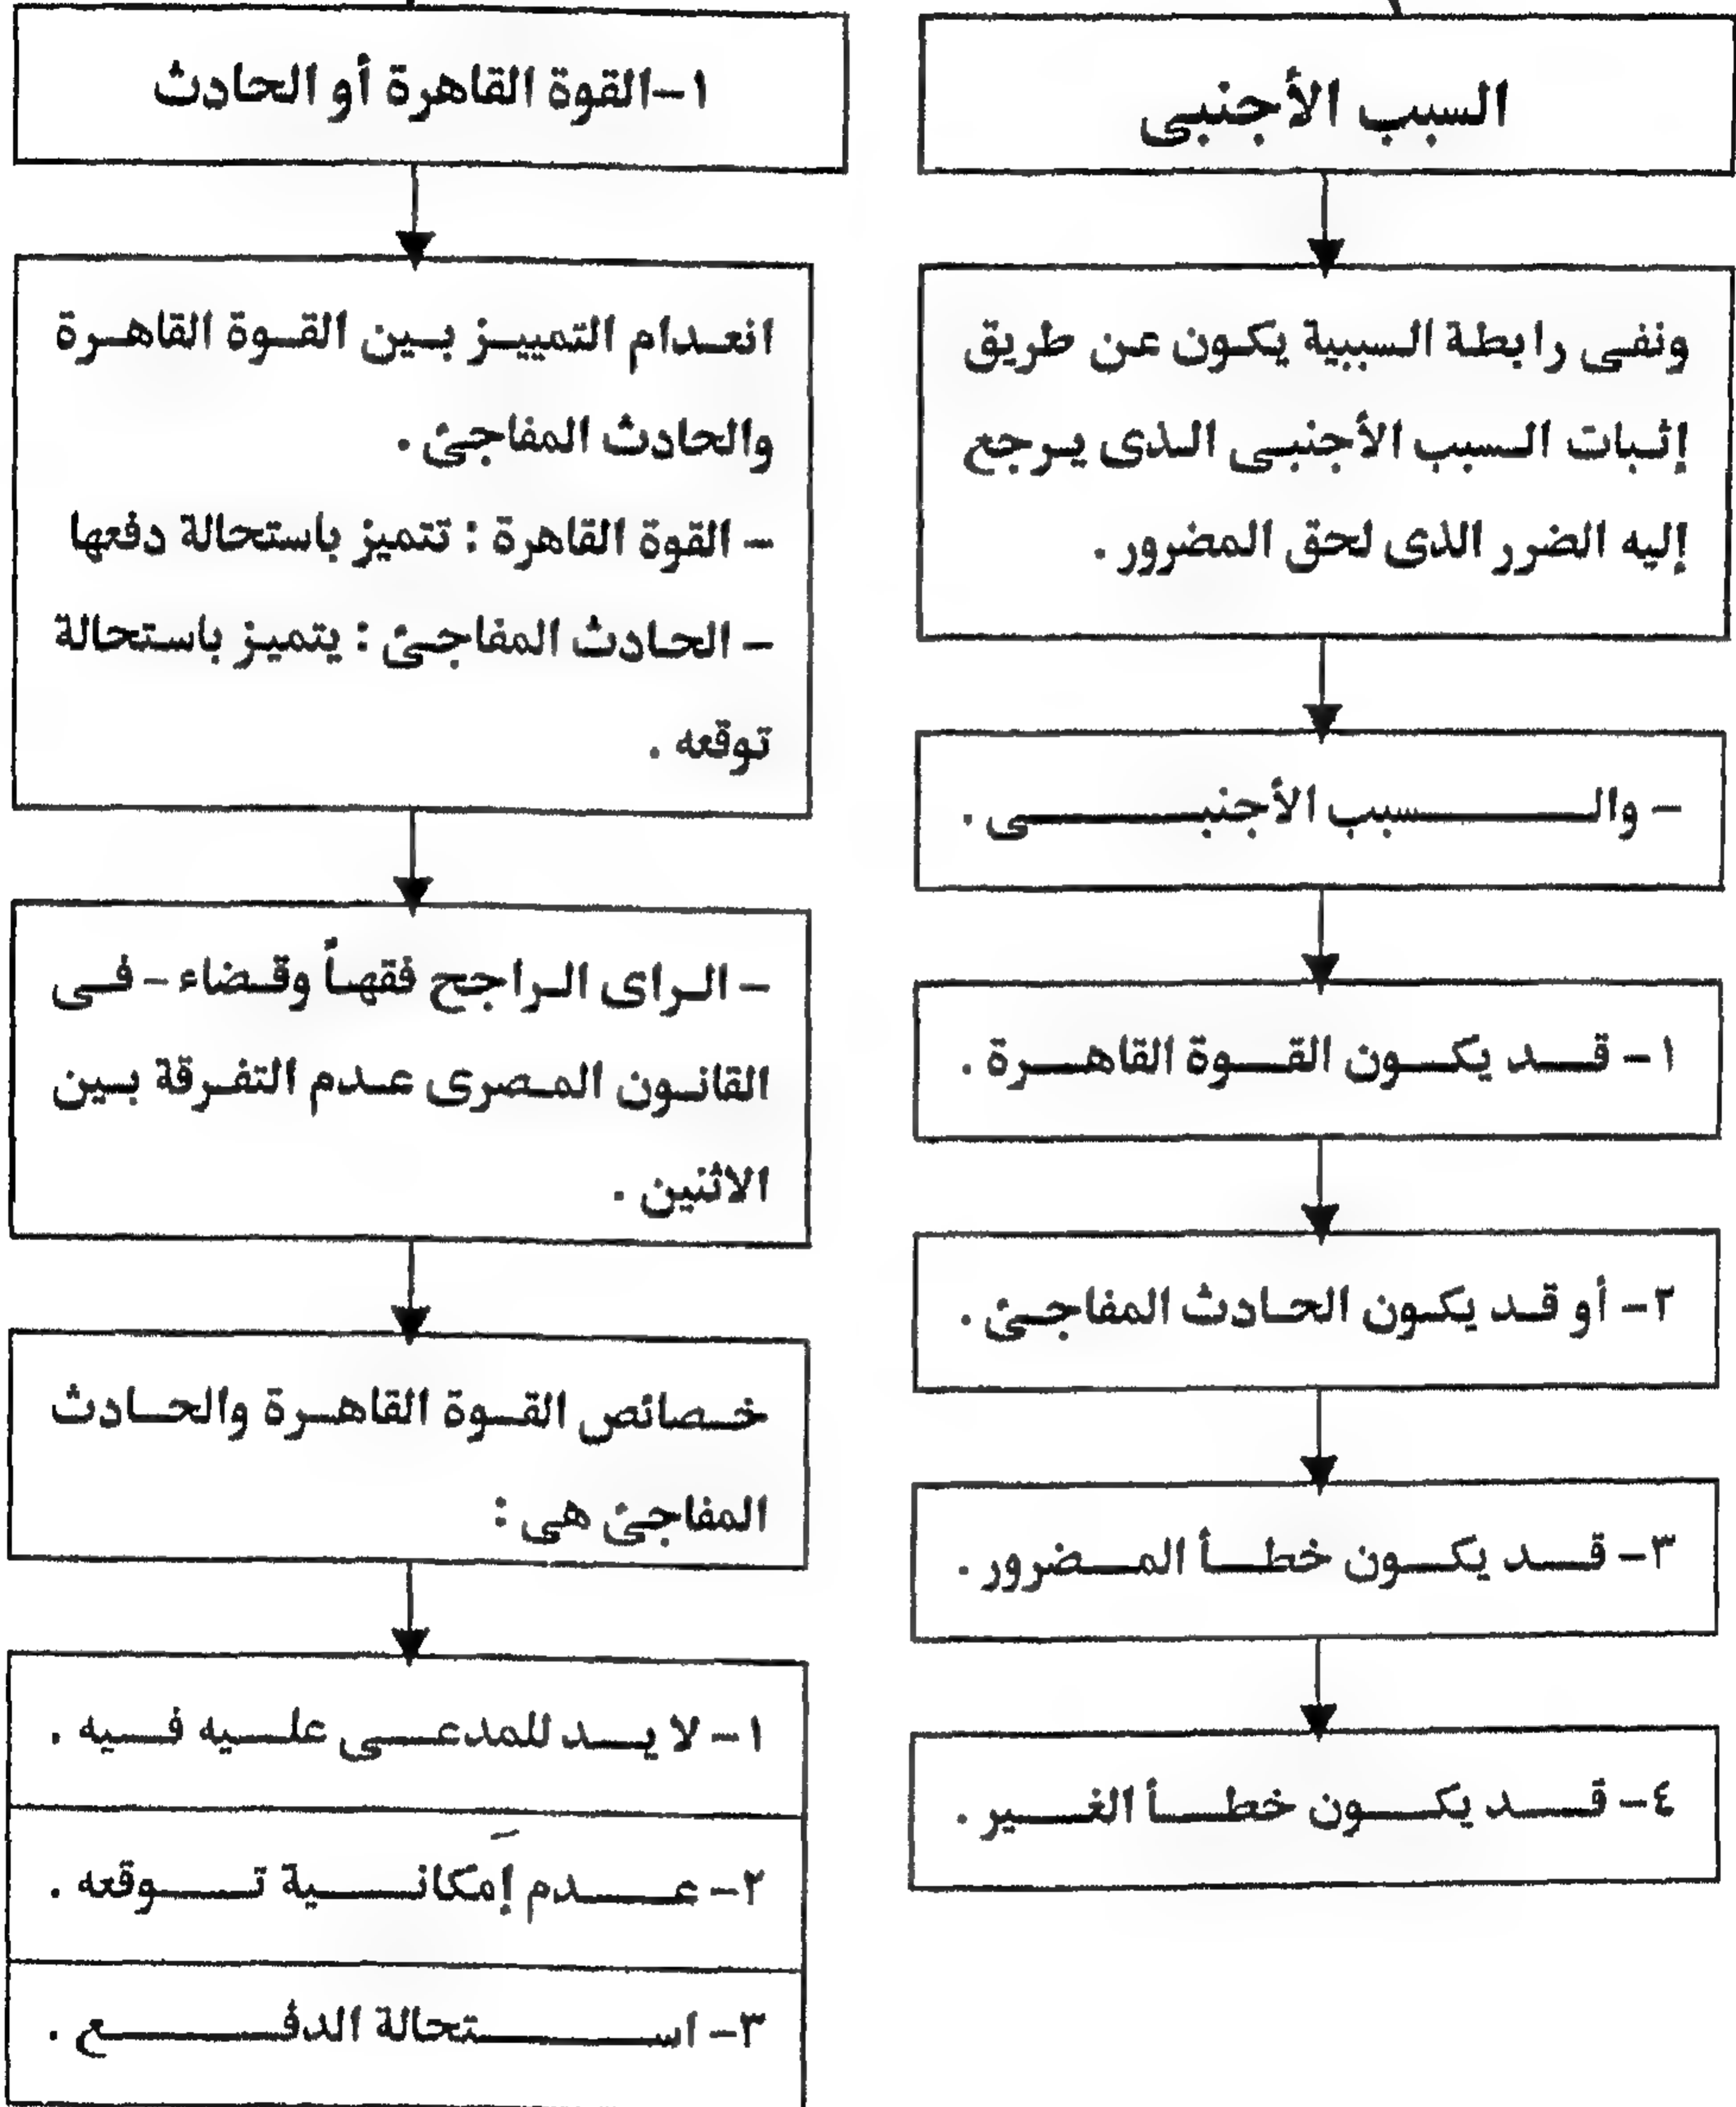 السبب الأجنبى
ونفى رابطة السببية يكون عن طريق
إثبات السبب الأجنبى الذى يرجع
إليه الضرر الذى لحق المضرور .
- والسبب الأجنبى .
١- قد يكون القوة القاهرة .
٢- أو قد يكون الحادث المفاجئ .
٣- قد يكون خطأ المضرور .
٤- قد يكون خطأ الغير .
١-القوة القاهرة أو الحادث
انعدام التمييز بين القوة القاهرة
والحادث المفاجئ .
- القوة القاهرة : تتميز باستحالة دفعها
- الحادث المفاجئ : يتميز باستحالة
توقعه .
- الراى الراجح فقهاً وقضاء - فى
القانون المصرى عدم التفرقة بين
الاثنين .
خصائص القوة القاهرة والحادث
المفاجئ هى :
١- لا يد للمدعى عليه فيه .
٢- عدم إمكانية توقعه .
٣- استحالة الدفع .